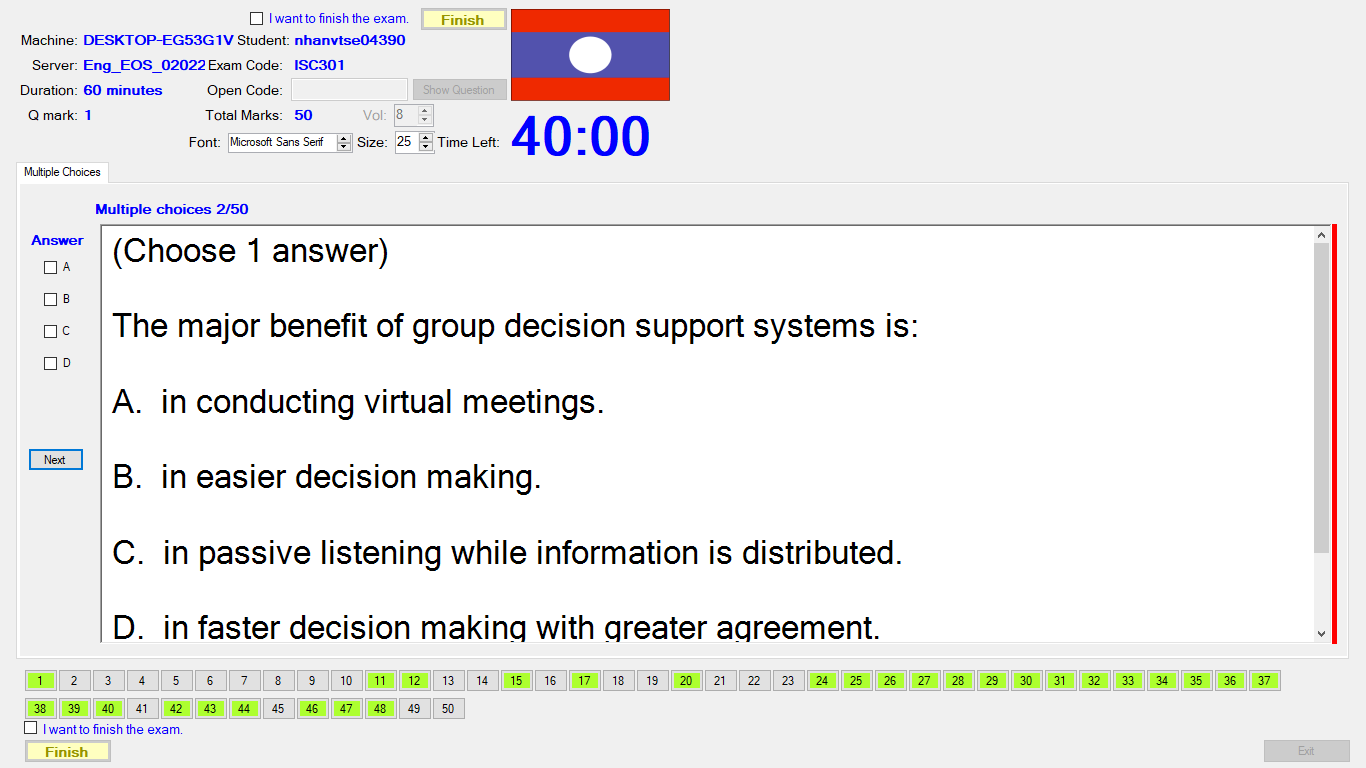 I want to finish the exam. Finish
Machine: DESKTOP-EG53G1V Student: nhanvtse04390
Server: Eng_EOS_02022 Exam Code: ISC301
Duration: 60 minutes Open Code: Show Question
Q mark: 1 Total Marks: 50 Vol: 8
Font: Microsoft Sans Serif Size: 25 Time Left: 40:00
Multiple Choices
Multiple choices 2/50
Answer
A
B
C
D
Next
(Choose 1 answer)
The major benefit of group decision support systems is:
A. in conducting virtual meetings.
B. in easier decision making.
C. in passive listening while information is distributed.
D. in faster decision making with greater agreement.
1 2 3 4 5 6 7 8 9 10 11 12 13 14 15 16 17 18 19 20 21 22 23 24 25 26 27 28 29 30 31 32 33 34 35 36 37
38 39 40 41 42 43 44 45 46 47 48 49 50
I want to finish the exam.
Finish Exit